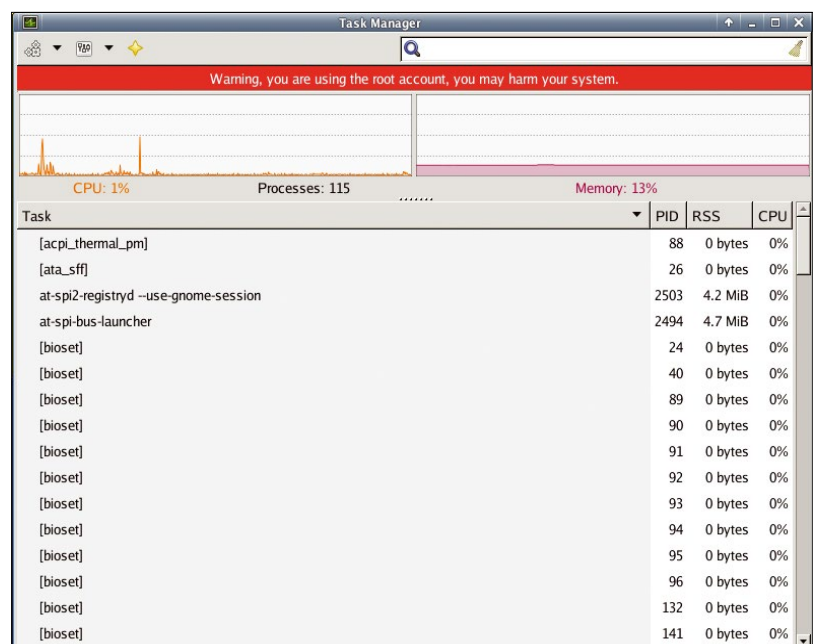 Task Manager
Warning, you are using the root account, you may harm your system.
CPU: 1% Processes: 115 Memory: 13%
Task PID RSS CPU
[acpi_thermal_pm] 88 0 bytes 0%
[ata_sff] 26 0 bytes 0%
at-spi2-registryd --use-gnome-session 2503 4.2 MiB 0%
at-spi-bus-launcher 2494 4.7 MiB 0%
[bioset] 24 0 bytes 0%
[bioset] 40 0 bytes 0%
[bioset] 89 0 bytes 0%
[bioset] 90 0 bytes 0%
[bioset] 91 0 bytes 0%
[bioset] 92 0 bytes 0%
[bioset] 93 0 bytes 0%
[bioset] 94 0 bytes 0%
[bioset] 95 0 bytes 0%
[bioset] 96 0 bytes 0%
[bioset] 132 0 bytes 0%
[bioset] 141 0 bytes 0%